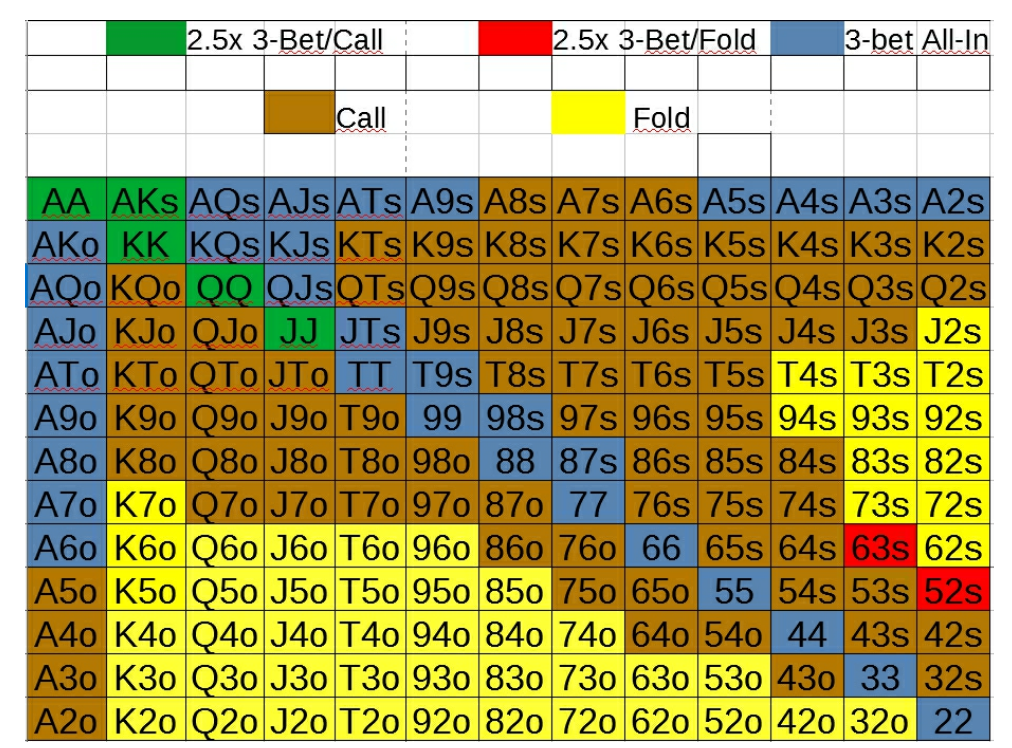 2.5x 3-Bet/Call 2.5x 3-Bet/Fold 3-bet All-In
Call Fold
AA AKs AQs AJs ATs A9s A8s A7s A6s A5s A4s A3s A2s
AKo KK KQs KJs KTs K9s K8s K7s K6s K5s K4s K3s K2s
AQo KQo QQ QJs QTs Q9s Q8s Q7s Q6s Q5s Q4s Q3s Q2s
AJo KJo QJo JJ JTs J9s J8s J7s J6s J5s J4s J3s J2s
ATo KTo QTo JTo TT T9s T8s T7s T6s T5s T4s T3s T2s
A9o K9o Q9o J9o T9o 99 98s 97s 96s 95s 94s 93s 92s
A8o K8o Q8o J8o T8o 98o 88 87s 86s 85s 84s 83s 82s
A7o K7o Q7o J7o T7o 97o 87o 77 76s 75s 74s 73s 72s
A6o K6o Q6o J6o T6o 96o 86o 76o 66 65s 64s 63s 62s
A5o K5o Q5o J5o T5o 95o 85o 75o 65o 55 54s 53s 52s
A4o K4o Q4o J4o T4o 94o 84o 74o 64o 54o 44 43s 42s
A3o K3o Q3o J3o T3o 93o 83o 73o 63o 53o 43o 33 32s
A2o K2o Q2o J2o T2o 92o 82o 72o 62o 52o 42o 32o 22